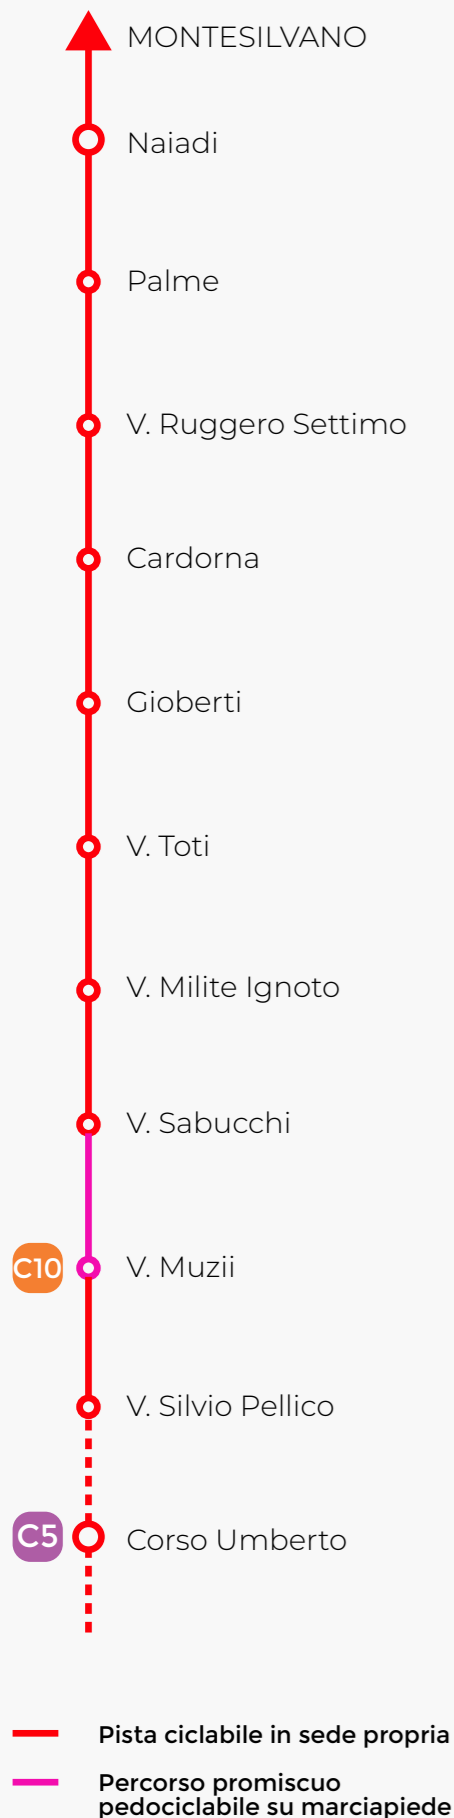 MONTESILVANO
Naiadi
Palme
V. Ruggero Settimo
Cardorna
Gioberti
V. Toti
V. Milite Ignoto
V. Sabucchi
C10 V. Muzii
V. Silvio Pellico
C5 Corso Umberto
Pista ciclabile in sede propria
Percorso promiscuo
pedociclabile su marciapiede